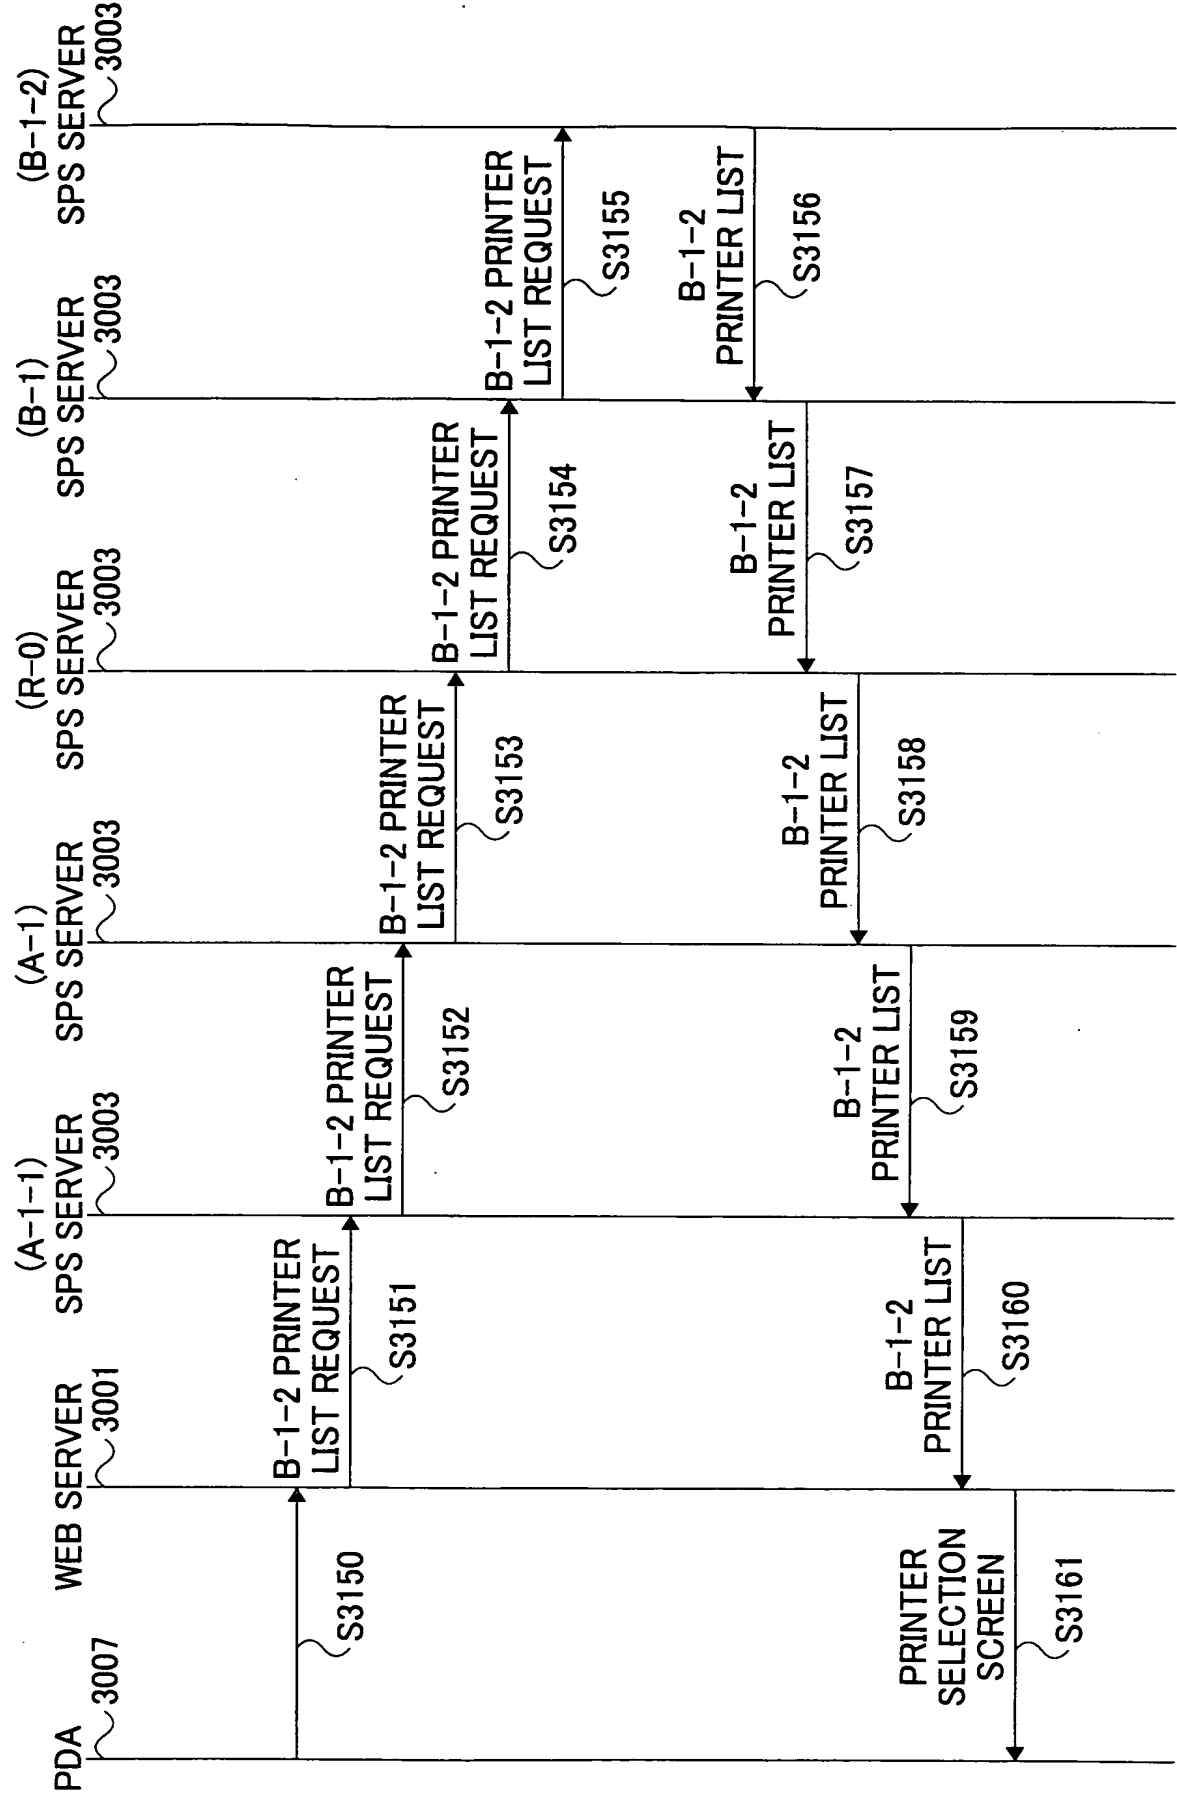 PDA
3007
WEB SERVER
3001
(A-1-1)
SPS SERVER
3003
(A-1)
SPS SERVER
3003
(R-0)
SPS SERVER
3003
(B-1)
SPS SERVER
3003
(B-1-2)
SPS SERVER
3003
S3150
B-1-2 PRINTER
LIST REQUEST
S3151
B-1-2 PRINTER
LIST REQUEST
S3152
B-1-2 PRINTER
LIST REQUEST
S3153
B-1-2 PRINTER
LIST REQUEST
S3154
B-1-2 PRINTER
LIST REQUEST
S3155
B-1-2
PRINTER LIST
S3156
B-1-2
PRINTER LIST
S3157
B-1-2
PRINTER LIST
S3158
B-1-2
PRINTER LIST
S3159
B-1-2
PRINTER LIST
S3160
PRINTER
SELECTION
SCREEN
S3161